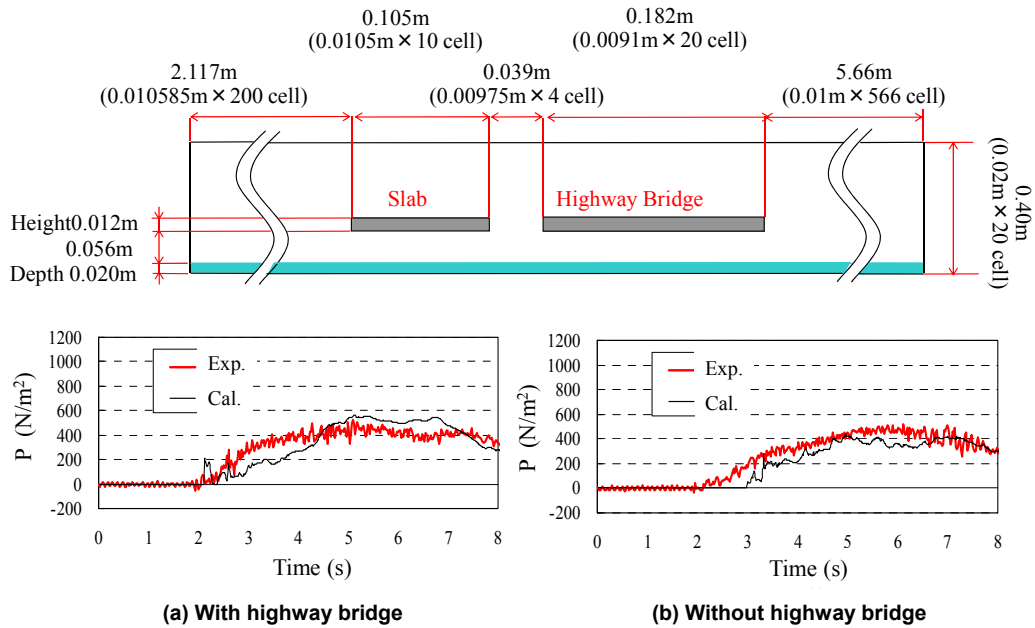 0.105m
(0.0105m×10 cell)
0.182m
(0.0091m×20 cell)
2.117m
(0.010585m×200 cell)
0.039m
(0.00975m×4 cell)
5.66m
(0.01m×566 cell)
Slab
Highway Bridge
Height0.012m
0.056m
Depth 0.020m
0.40m
(0.02m×20 cell)
1200
1000
800
600
400
200
0
-200
P (N/m²)
Exp.
Cal.
0 1 2 3 4 5 6 7 8
Time (s)
(a) With highway bridge
1200
1000
800
600
400
200
0
-200
P (N/m²)
Exp.
Cal.
0 1 2 3 4 5 6 7 8
Time (s)
(b) Without highway bridge